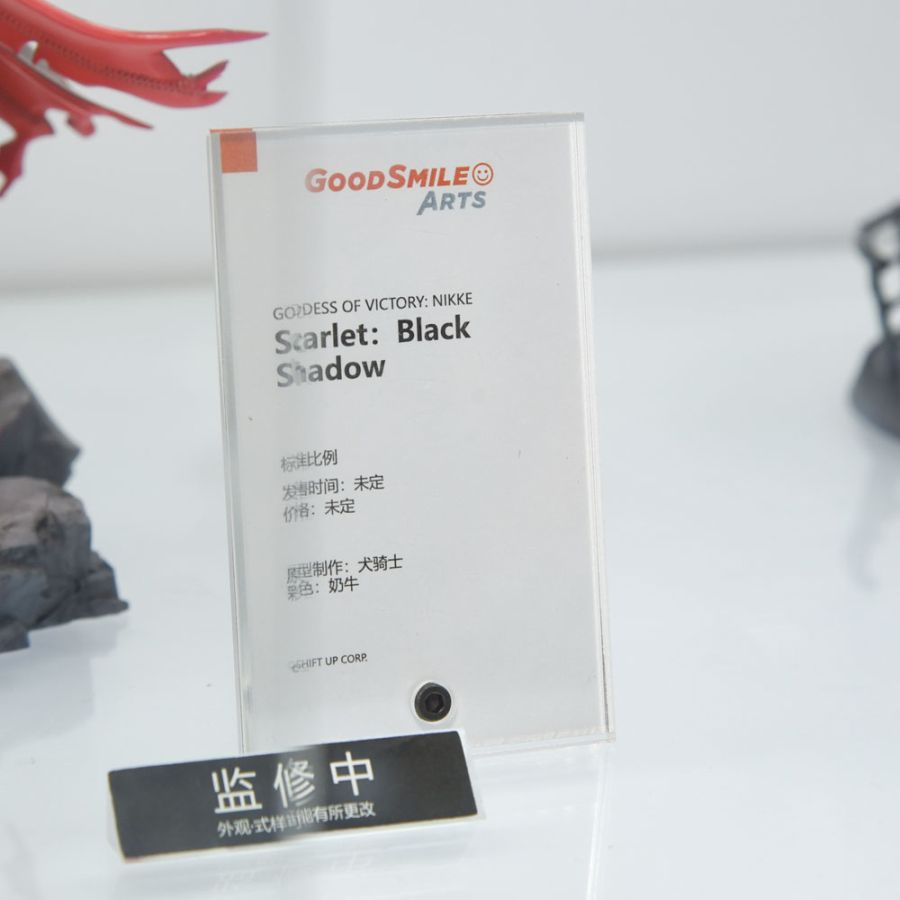 GOODSMILE
ARTS
GODDESS OF VICTORY: NIKKE
Scarlet: Black
Shadow
标准比例
发售时间：未定
价格：未定
原型制作：犬骑士
彩色：奶牛
©SHIFT UP CORP.
监修中
外观·式样可能有所更改